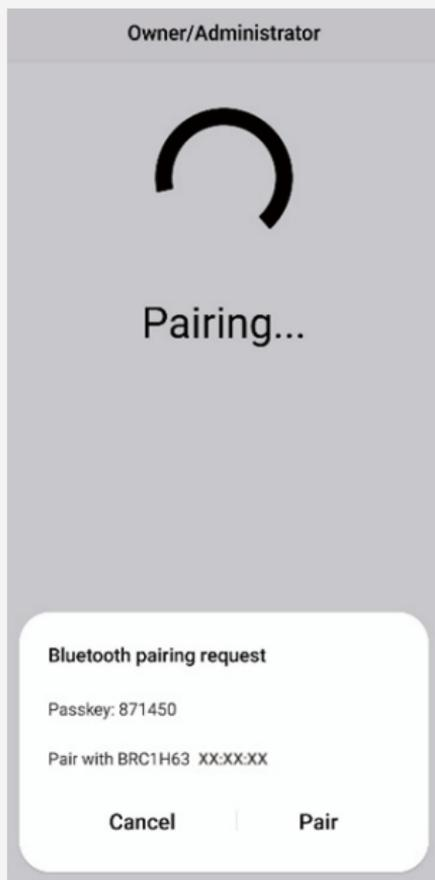 Owner/Administrator
Pairing...
Bluetooth pairing request
Passkey: 871450
Pair with BRC1H63 XX:XX:XX
Cancel
Pair